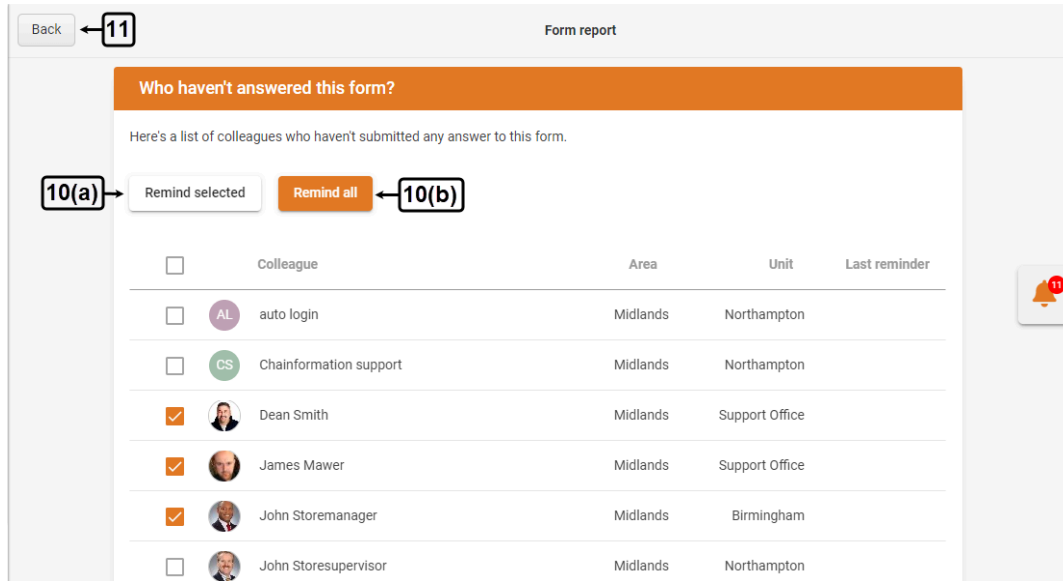 Back
11
Form report
Who haven't answered this form?
Here's a list of colleagues who haven't submitted any answer to this form.
10(a)
Remind selected
Remind all
10(b)
Colleague Area Unit Last reminder
11
AL auto login Midlands Northampton
CS Chainformation support Midlands Northampton
Dean Smith Midlands Support Office
James Mawer Midlands Support Office
John Storemanager Midlands Birmingham
John Storesupervisor Midlands Northampton